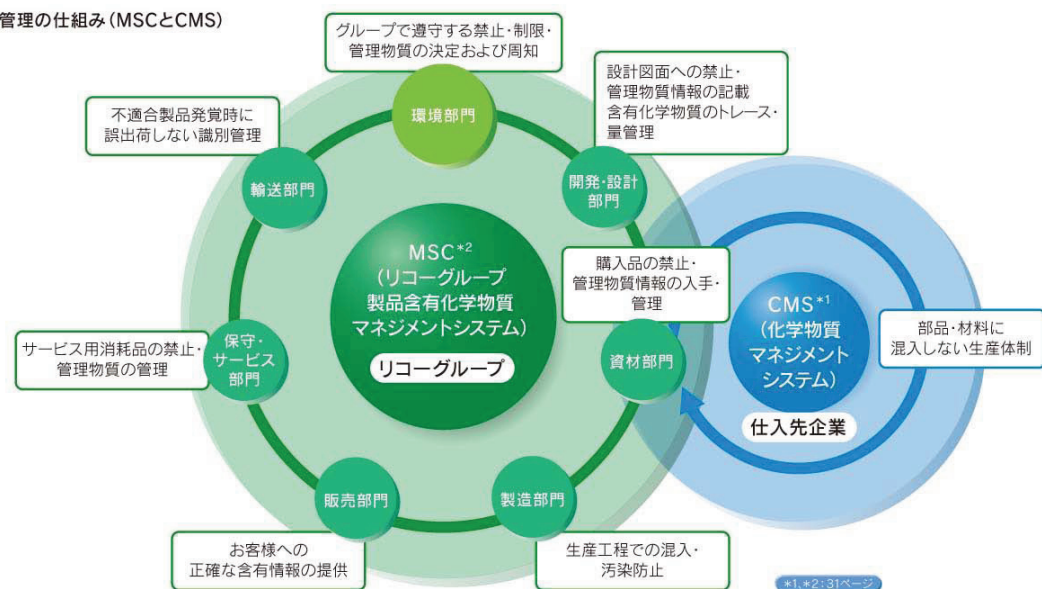 管理の仕組み(MSCとCMS)
グループで遵守する禁止・制限・
管理物質の決定および周知
環境部門
設計図面への禁止・
管理物質情報の記載
含有化学物質のトレース・
量管理
開発・設計
部門
不適合製品発覚時に
誤出荷しない識別管理
輸送部門
MSC*2
(リコーグループ
製品含有化学物質
マネジメントシステム)
リコーグループ
購入品の禁止・
管理物質情報の入手・
管理
資材部門
CMS*1
(化学物質
マネジメント
システム)
仕入先企業
部品・材料に
混入しない生産体制
サービス用消耗品の禁止・
管理物質の管理
保守・
サービス
部門
販売部門
お客様への
正確な含有情報の提供
製造部門
生産工程での混入・
汚染防止
*1,*2:31ページ